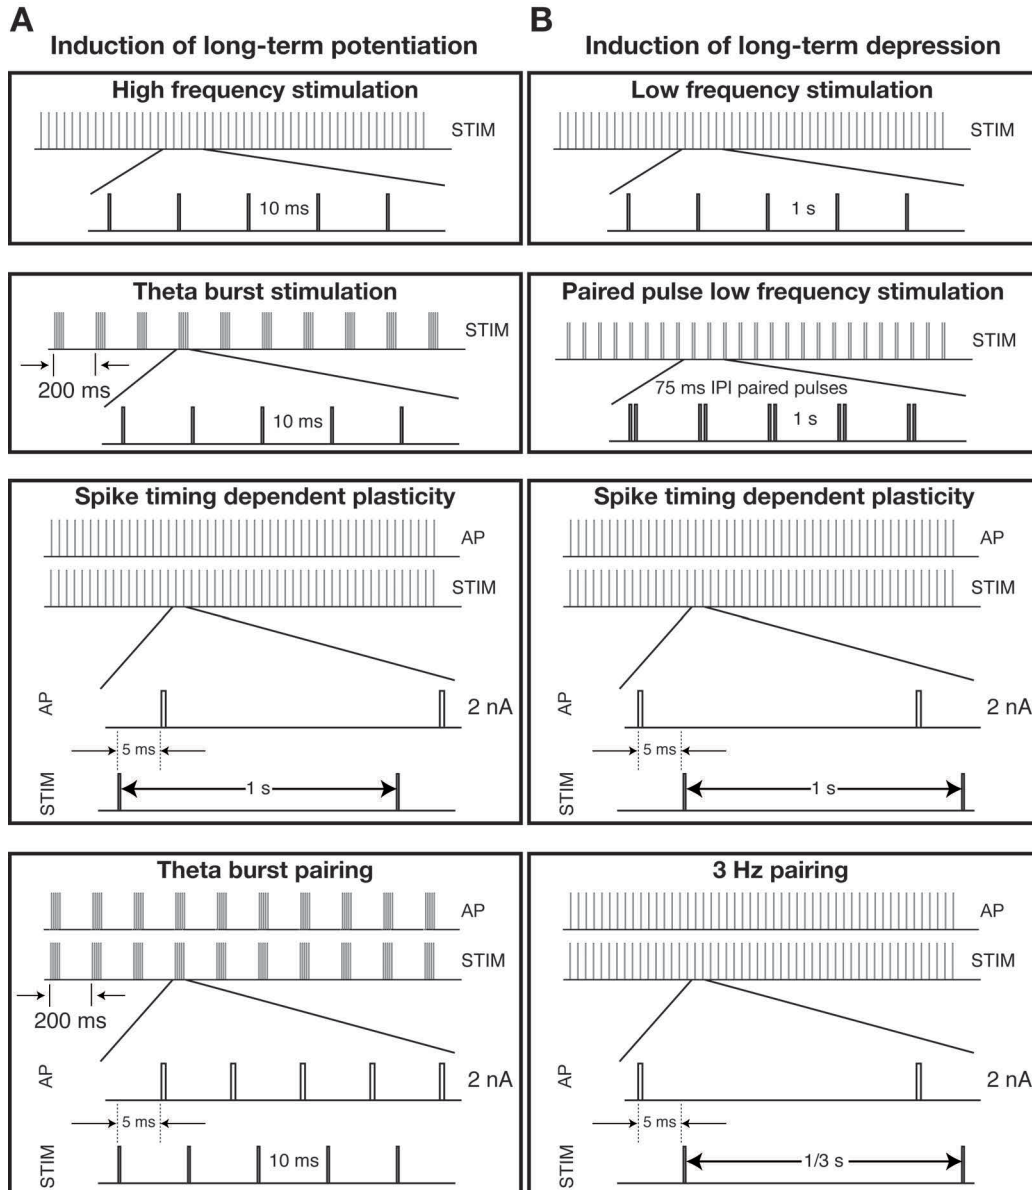 A
Induction of long-term potentiation
High frequency stimulation
STIM
10 ms
Theta burst stimulation
STIM
200 ms
10 ms
Spike timing dependent plasticity
AP
STIM
AP
2 nA
5 ms
STIM
1 s
Theta burst pairing
AP
STIM
200 ms
AP
2 nA
5 ms
STIM
10 ms
B
Induction of long-term depression
Low frequency stimulation
STIM
1 s
Paired pulse low frequency stimulation
STIM
75 ms IPI paired pulses
1 s
Spike timing dependent plasticity
AP
STIM
AP
2 nA
5 ms
STIM
1 s
3 Hz pairing
AP
STIM
AP
2 nA
5 ms
STIM
1/3 s